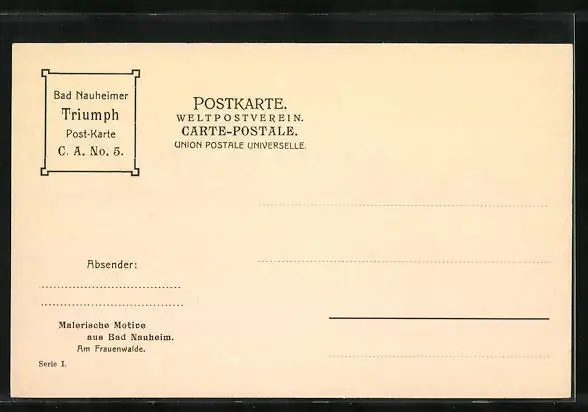 Bad Nauheimer
Triumph
Post-Karte
C. A. No. 5.
POSTKARTE.
WELTPOSTVEREIN.
CARTE-POSTALE.
UNION POSTALE UNIVERSELLE.
Absender:
Malerische Motive
aus Bad Nauheim.
Am Frauenwalde.
Serie I.